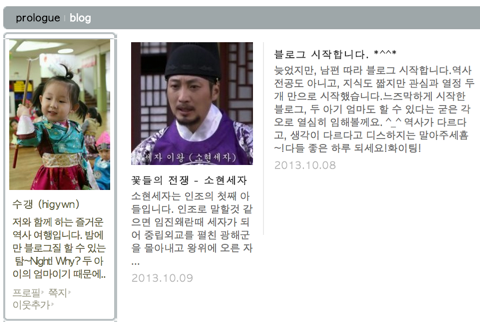 prologue | blog
수갱 (higywn)
저와 함께 하는 즐거운
역사 여행입니다. 밤에
만 블로그질 할 수 있는
탐~Night! Why? 두 아
이의 엄마이기 때문에..
프로필▸ 쪽지▸
이웃추가▸
세자 이왕 (소현세자)
꽃들의 전쟁 - 소현세자
소현세자는 인조의 첫째 아
들입니다. 인조로 말할것 같
으면 임진왜란때 세자가 되
어 중립외교를 펼친 광해군
을 몰아내고 왕위에 오른 자
...
2013.10.09
블로그 시작합니다. *^^*
늦었지만, 남편 따라 블로그 시작합니다.역사
전공도 아니고, 지식도 짧지만 관심과 열정 두
개 만으로 시작했습니다.느즈막하게 시작한
블로그, 두 아기 엄마도 할 수 있다는 굳은 각
오로 열심히 임해볼께요. ^_^ 역사가 다르다
고, 생각이 다르다고 디스하지는 말아주세흠
~!다들 좋은 하루 되세요!화이팅!
2013.10.08